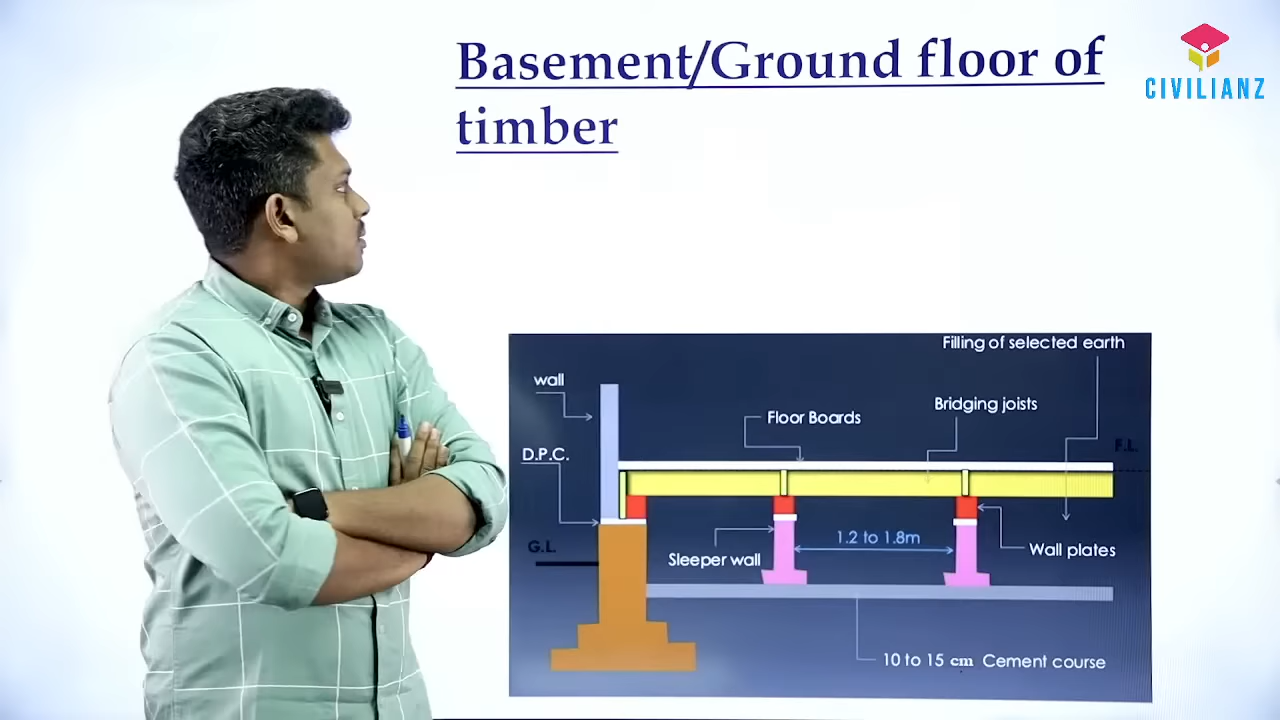 Basement/Ground floor of
timber
CIVILIANZ
Filling of selected earth
wall
Floor Boards
Bridging joists
F.L.
D.P.C.
1.2 to 1.8m
G.L.
Sleeper wall
Wall plates
10 to 15 cm Cement course